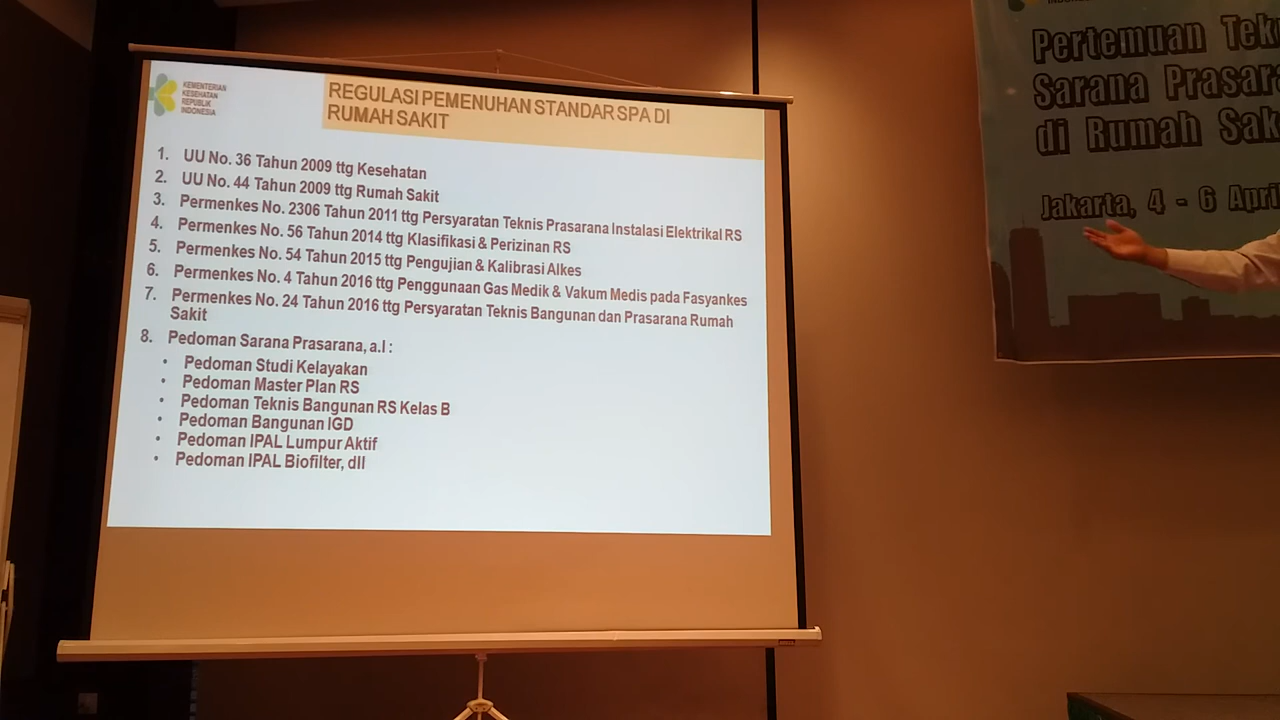 KEMENTERIAN
KESEHATAN
REPUBLIK
INDONESIA
REGULASI PEMENUHAN STANDAR SPA DI
RUMAH SAKIT
1. UU No. 36 Tahun 2009 ttg Kesehatan
2. UU No. 44 Tahun 2009 ttg Rumah Sakit
3. Permenkes No. 2306 Tahun 2011 ttg Persyaratan Teknis Prasarana Instalasi Elektrikal RS
4. Permenkes No. 56 Tahun 2014 ttg Klasifikasi & Perizinan RS
5. Permenkes No. 54 Tahun 2015 ttg Pengujian & Kalibrasi Alkes
6. Permenkes No. 4 Tahun 2016 ttg Penggunaan Gas Medik & Vakum Medis pada Fasyankes
7. Permenkes No. 24 Tahun 2016 ttg Persyaratan Teknis Bangunan dan Prasarana Rumah
Sakit
8. Pedoman Sarana Prasarana, a.l :
• Pedoman Studi Kelayakan
• Pedoman Master Plan RS
• Pedoman Teknis Bangunan RS Kelas B
• Pedoman Bangunan IGD
• Pedoman IPAL Lumpur Aktif
• Pedoman IPAL Biofilter, dll
Pertemuan Tek
Sarana Prasar
di Rumah Sak
Jakarta, 4 - 6 Apri